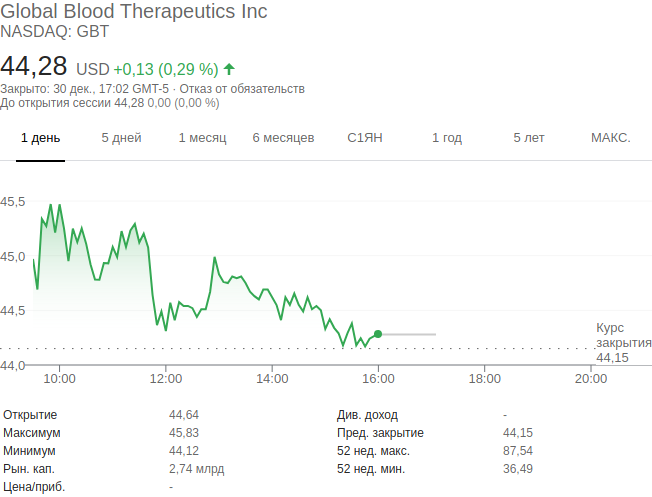 Global Blood Therapeutics Inc
NASDAQ: GBT
44,28 USD +0,13 (0,29 %)
Закрыто: 30 дек., 17:02 GMT-5 · Отказ от обязательств
До открытия сессии 44,28 0,00 (0,00 %)
1 день 5 дней 1 месяц 6 месяцев С1ЯН 1 год 5 лет МАКС.
45,5
45,0
44,5
44,0
Курс
закрытия
44,15
10:00 12:00 14:00 16:00 18:00 20:00
Открытие 44,64 Див. доход -
Максимум 45,83 Пред. закрытие 44,15
Минимум 44,12 52 нед. макс. 87,54
Рын. кап. 2,74 млрд 52 нед. мин. 36,49
Цена/приб. -